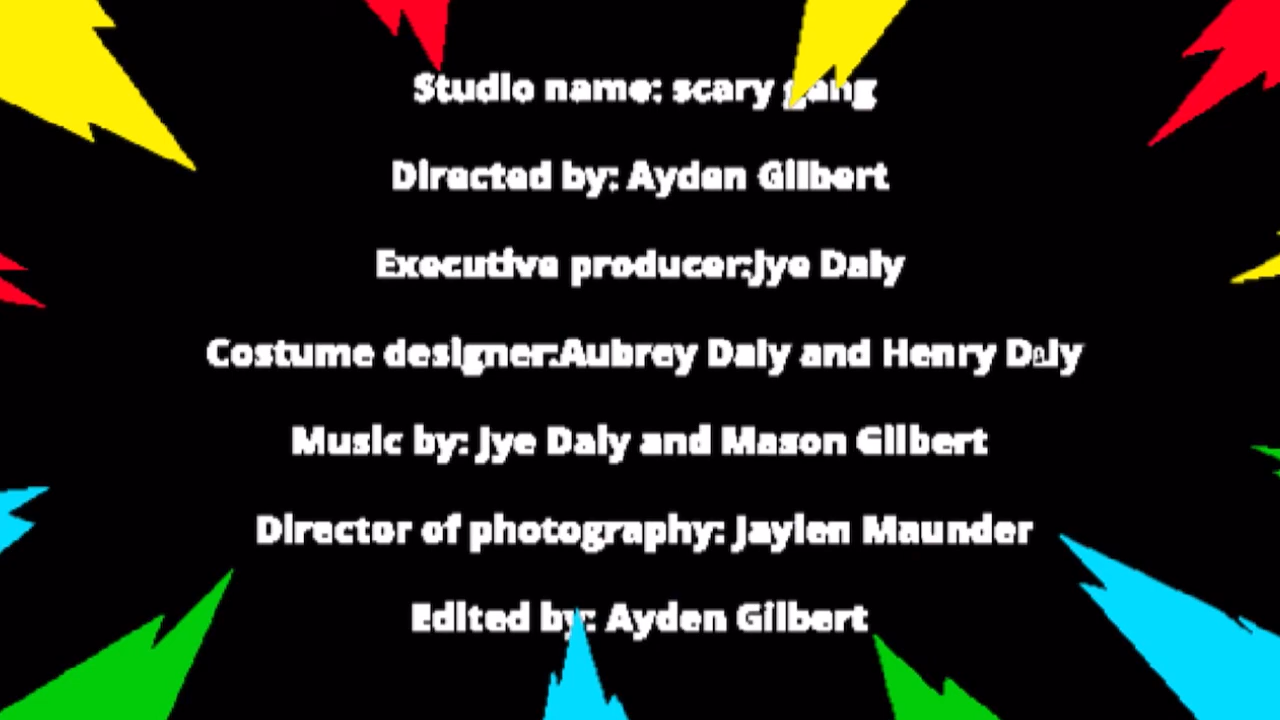 Studio name: scary gang
Directed by: Ayden Gilbert
Executive producer:Jye Daly
Costume designer:Aubrey Daly and Henry Daly
Music by: Jye Daly and Mason Gilbert
Director of photography: Jaylen Maunder
Edited by: Ayden Gilbert